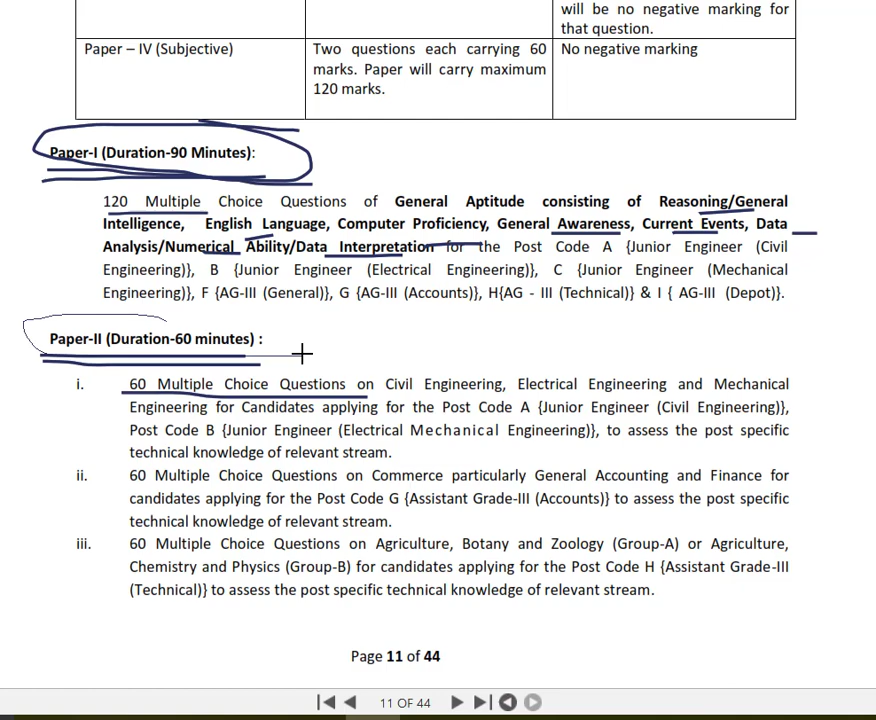 will be no negative marking for
that question.
Paper – IV (Subjective) Two questions each carrying 60 No negative marking
marks. Paper will carry maximum
120 marks.
Paper-I (Duration-90 Minutes):
120 Multiple Choice Questions of General Aptitude consisting of Reasoning/General
Intelligence, English Language, Computer Proficiency, General Awareness, Current Events, Data
Analysis/Numerical Ability/Data Interpretation for the Post Code A {Junior Engineer (Civil
Engineering)}, B {Junior Engineer (Electrical Engineering)}, C {Junior Engineer (Mechanical
Engineering)}, F {AG-III (General)}, G {AG-III (Accounts)}, H{AG - III (Technical)} & I { AG-III (Depot)}.
Paper-II (Duration-60 minutes) :
i. 60 Multiple Choice Questions on Civil Engineering, Electrical Engineering and Mechanical
Engineering for Candidates applying for the Post Code A {Junior Engineer (Civil Engineering)},
Post Code B {Junior Engineer (Electrical Mechanical Engineering)}, to assess the post specific
technical knowledge of relevant stream.
ii. 60 Multiple Choice Questions on Commerce particularly General Accounting and Finance for
candidates applying for the Post Code G {Assistant Grade-III (Accounts)} to assess the post specific
technical knowledge of relevant stream.
iii. 60 Multiple Choice Questions on Agriculture, Botany and Zoology (Group-A) or Agriculture,
Chemistry and Physics (Group-B) for candidates applying for the Post Code H {Assistant Grade-III
(Technical)} to assess the post specific technical knowledge of relevant stream.
Page 11 of 44
11 OF 44